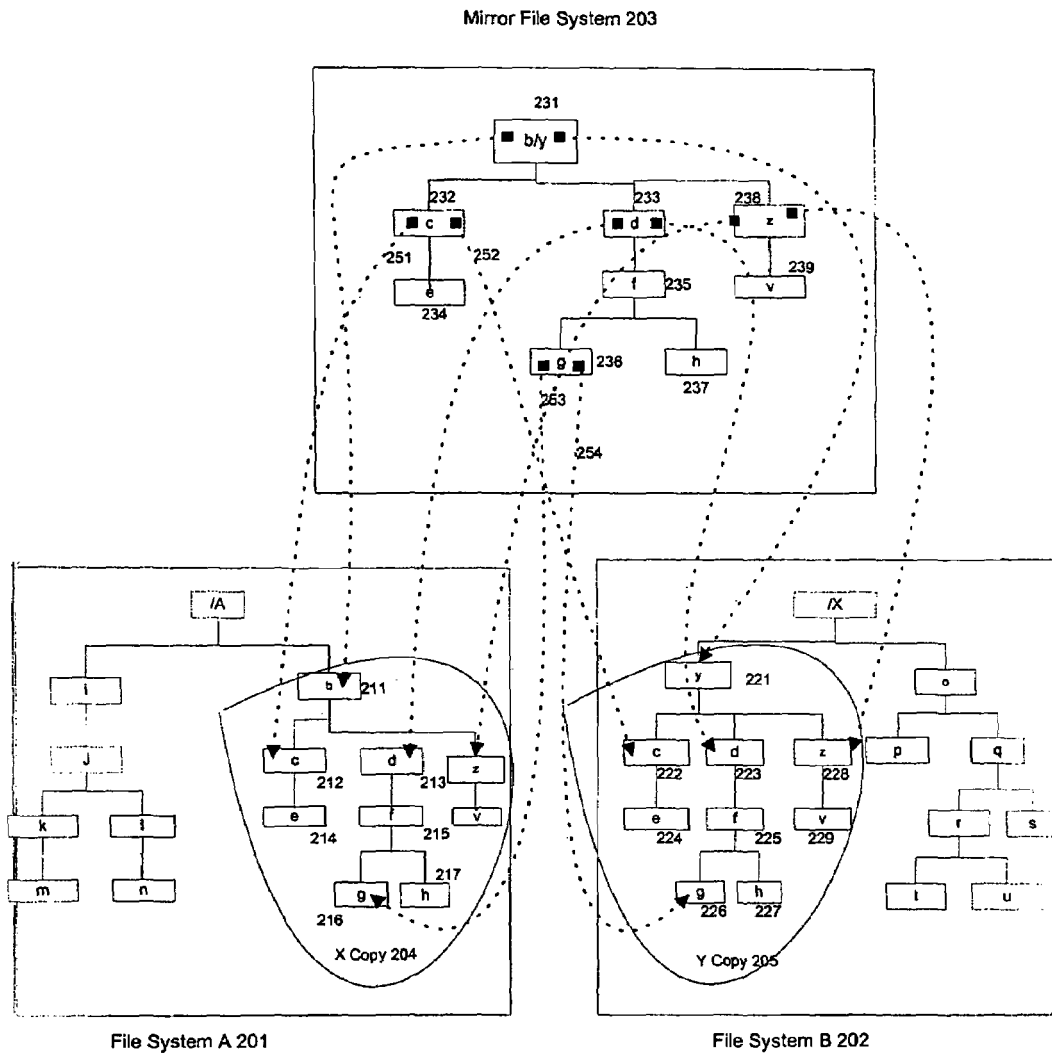 Mirror File System 203
231
b/y
232
233
238
c
d
z
251
252
e
234
f
235
v
239
g
236
h
237
253
254
/A
/X
i
b
211
y
221
o
J
c
212
d
213
z
c
222
d
223
z
228
p
q
k
l
e
214
f
215
v
e
224
f
225
v
229
r
s
m
n
g
216
h
217
g
226
h
227
t
u
X Copy 204
Y Copy 205
File System A 201
File System B 202